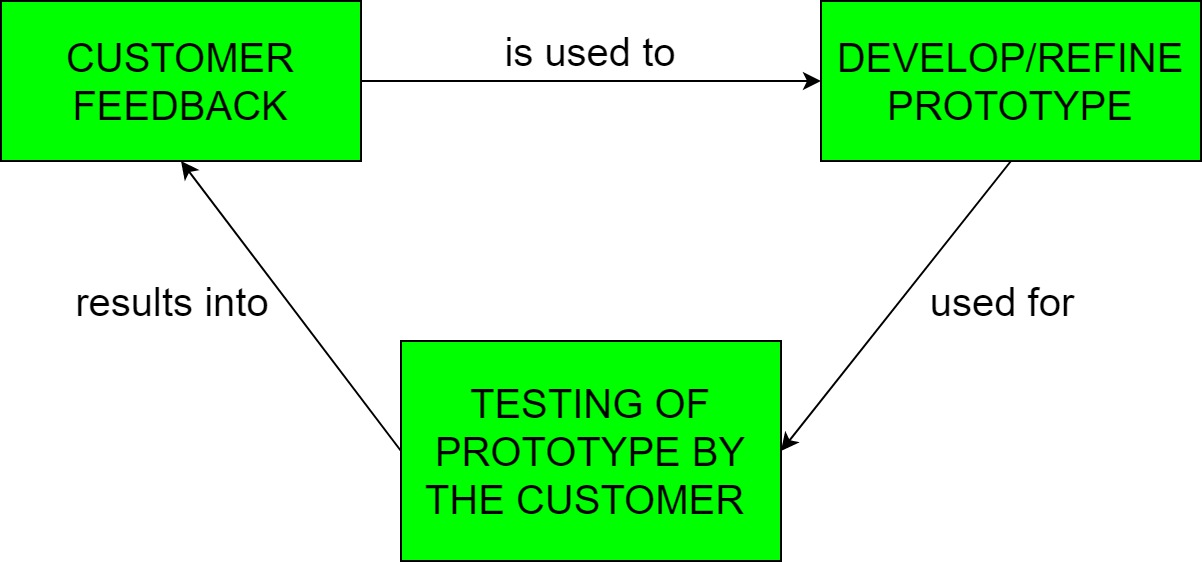 CUSTOMER
FEEDBACK
is used to
DEVELOP/REFINE
PROTOTYPE
results into
used for
TESTING OF
PROTOTYPE BY
THE CUSTOMER